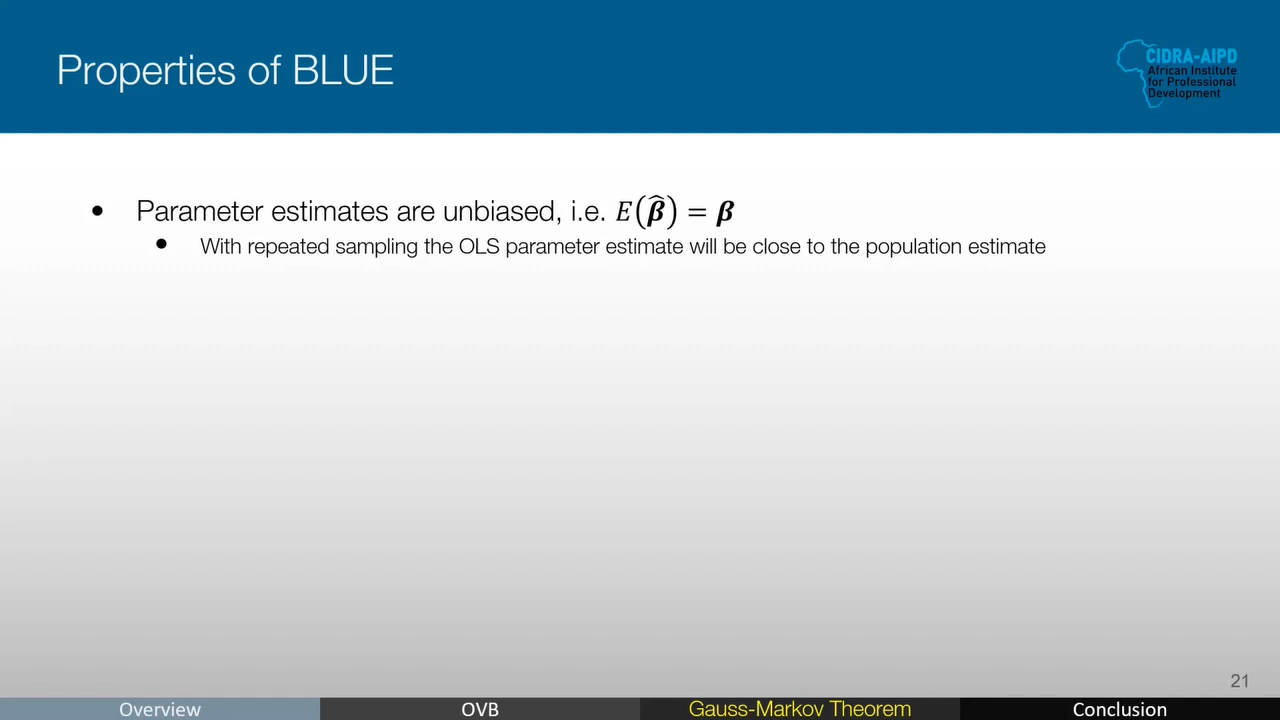 Properties of BLUE
CIDRA-AIPD
African Institute
for Professional
Development
• Parameter estimates are unbiased, i.e. E(β̂) = β
• With repeated sampling the OLS parameter estimate will be close to the population estimate
21
Overview
OVB
Gauss-Markov Theorem
Conclusion